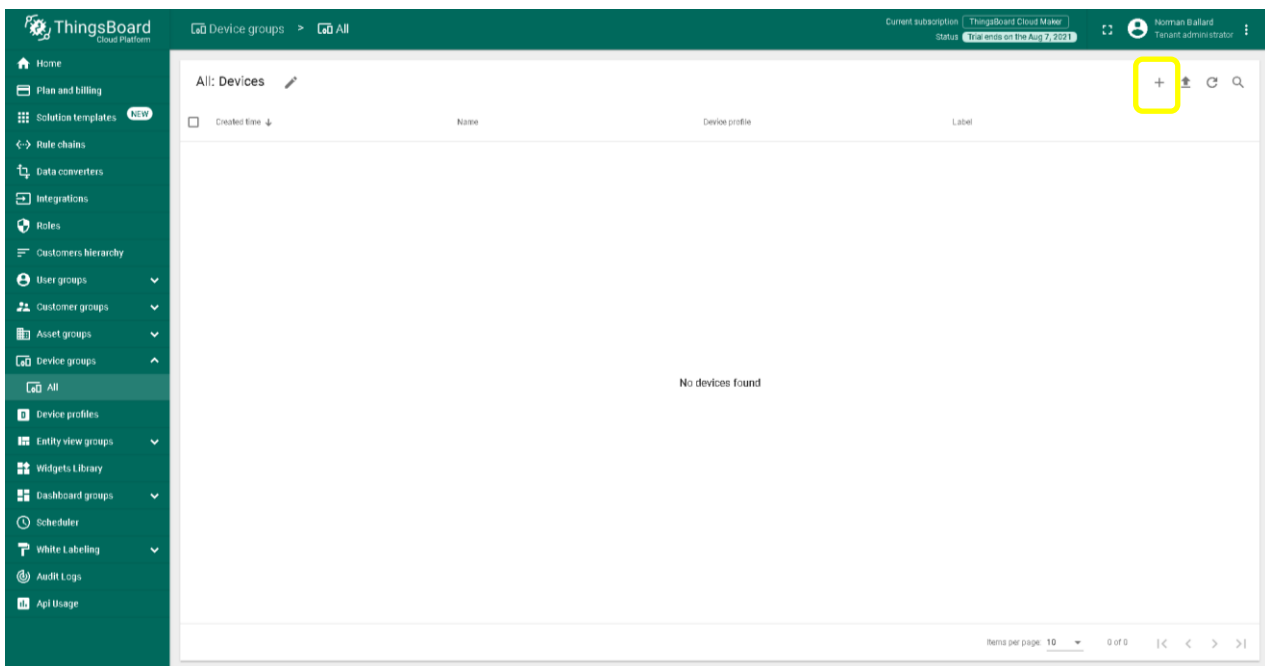 ThingsBoard
Cloud Platform
Device groups > All
Current subscription ThingsBoard Cloud Maker
Status Trial ends on the Aug 7, 2021
Norman Ballard
Tenant administrator
Home
Plan and billing
Solution templates NEW
Rule chains
Data converters
Integrations
Roles
Customers hierarchy
User groups
Customer groups
Asset groups
Device groups
All
Device profiles
Entity view groups
Widgets Library
Dashboard groups
Scheduler
White Labeling
Audit Logs
Api Usage
All: Devices
Created time Name Device profile Label
No devices found
Items per page: 10 0 of 0